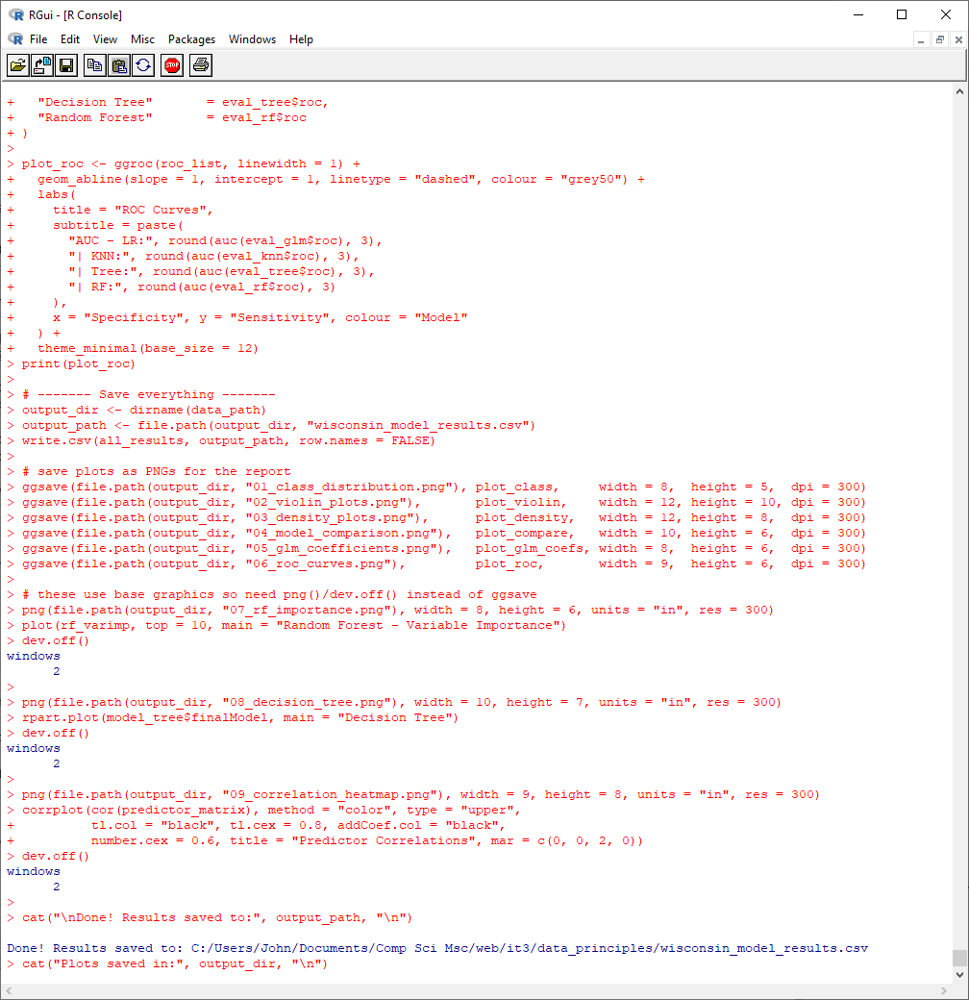 RGui - [R Console]
File Edit View Misc Packages Windows Help
STOP
+   "Decision Tree"       = eval_tree$roc,
+   "Random Forest"       = eval_rf$roc
+ )
>
> plot_roc <- ggroc(roc_list, linewidth = 1) +
+   geom_abline(slope = 1, intercept = 1, linetype = "dashed", colour = "grey50") +
+   labs(
+     title = "ROC Curves",
+     subtitle = paste(
+       "AUC - LR:", round(auc(eval_glm$roc), 3),
+       "| KNN:", round(auc(eval_knn$roc), 3),
+       "| Tree:", round(auc(eval_tree$roc), 3),
+       "| RF:", round(auc(eval_rf$roc), 3)
+     ),
+     x = "Specificity", y = "Sensitivity", colour = "Model"
+   ) +
+   theme_minimal(base_size = 12)
> print(plot_roc)
>
> # ------- Save everything -------
> output_dir <- dirname(data_path)
> output_path <- file.path(output_dir, "wisconsin_model_results.csv")
> write.csv(all_results, output_path, row.names = FALSE)
>
> # save plots as PNGs for the report
> ggsave(file.path(output_dir, "01_class_distribution.png"), plot_class,     width = 8,  height = 5,  dpi = 300)
> ggsave(file.path(output_dir, "02_violin_plots.png"),       plot_violin,    width = 12, height = 10, dpi = 300)
> ggsave(file.path(output_dir, "03_density_plots.png"),      plot_density,   width = 12, height = 8,  dpi = 300)
> ggsave(file.path(output_dir, "04_model_comparison.png"),   plot_compare,   width = 10, height = 6,  dpi = 300)
> ggsave(file.path(output_dir, "05_glm_coefficients.png"),   plot_glm_coefs, width = 8,  height = 6,  dpi = 300)
> ggsave(file.path(output_dir, "06_roc_curves.png"),         plot_roc,       width = 9,  height = 6,  dpi = 300)
>
> # these use base graphics so need png()/dev.off() instead of ggsave
> png(file.path(output_dir, "07_rf_importance.png"), width = 8, height = 6, units = "in", res = 300)
> plot(rf_varimp, top = 10, main = "Random Forest - Variable Importance")
> dev.off()
windows
      2
>
> png(file.path(output_dir, "08_decision_tree.png"), width = 10, height = 7, units = "in", res = 300)
> rpart.plot(model_tree$finalModel, main = "Decision Tree")
> dev.off()
windows
      2
>
> png(file.path(output_dir, "09_correlation_heatmap.png"), width = 9, height = 8, units = "in", res = 300)
> corrplot(cor(predictor_matrix), method = "color", type = "upper",
+          tl.col = "black", tl.cex = 0.8, addCoef.col = "black",
+          number.cex = 0.6, title = "Predictor Correlations", mar = c(0, 0, 2, 0))
> dev.off()
windows
      2
>
> cat("\nDone! Results saved to:", output_path, "\n")

Done! Results saved to: C:/Users/John/Documents/Comp Sci Msc/web/it3/data_principles/wisconsin_model_results.csv
> cat("Plots saved in:", output_dir, "\n")